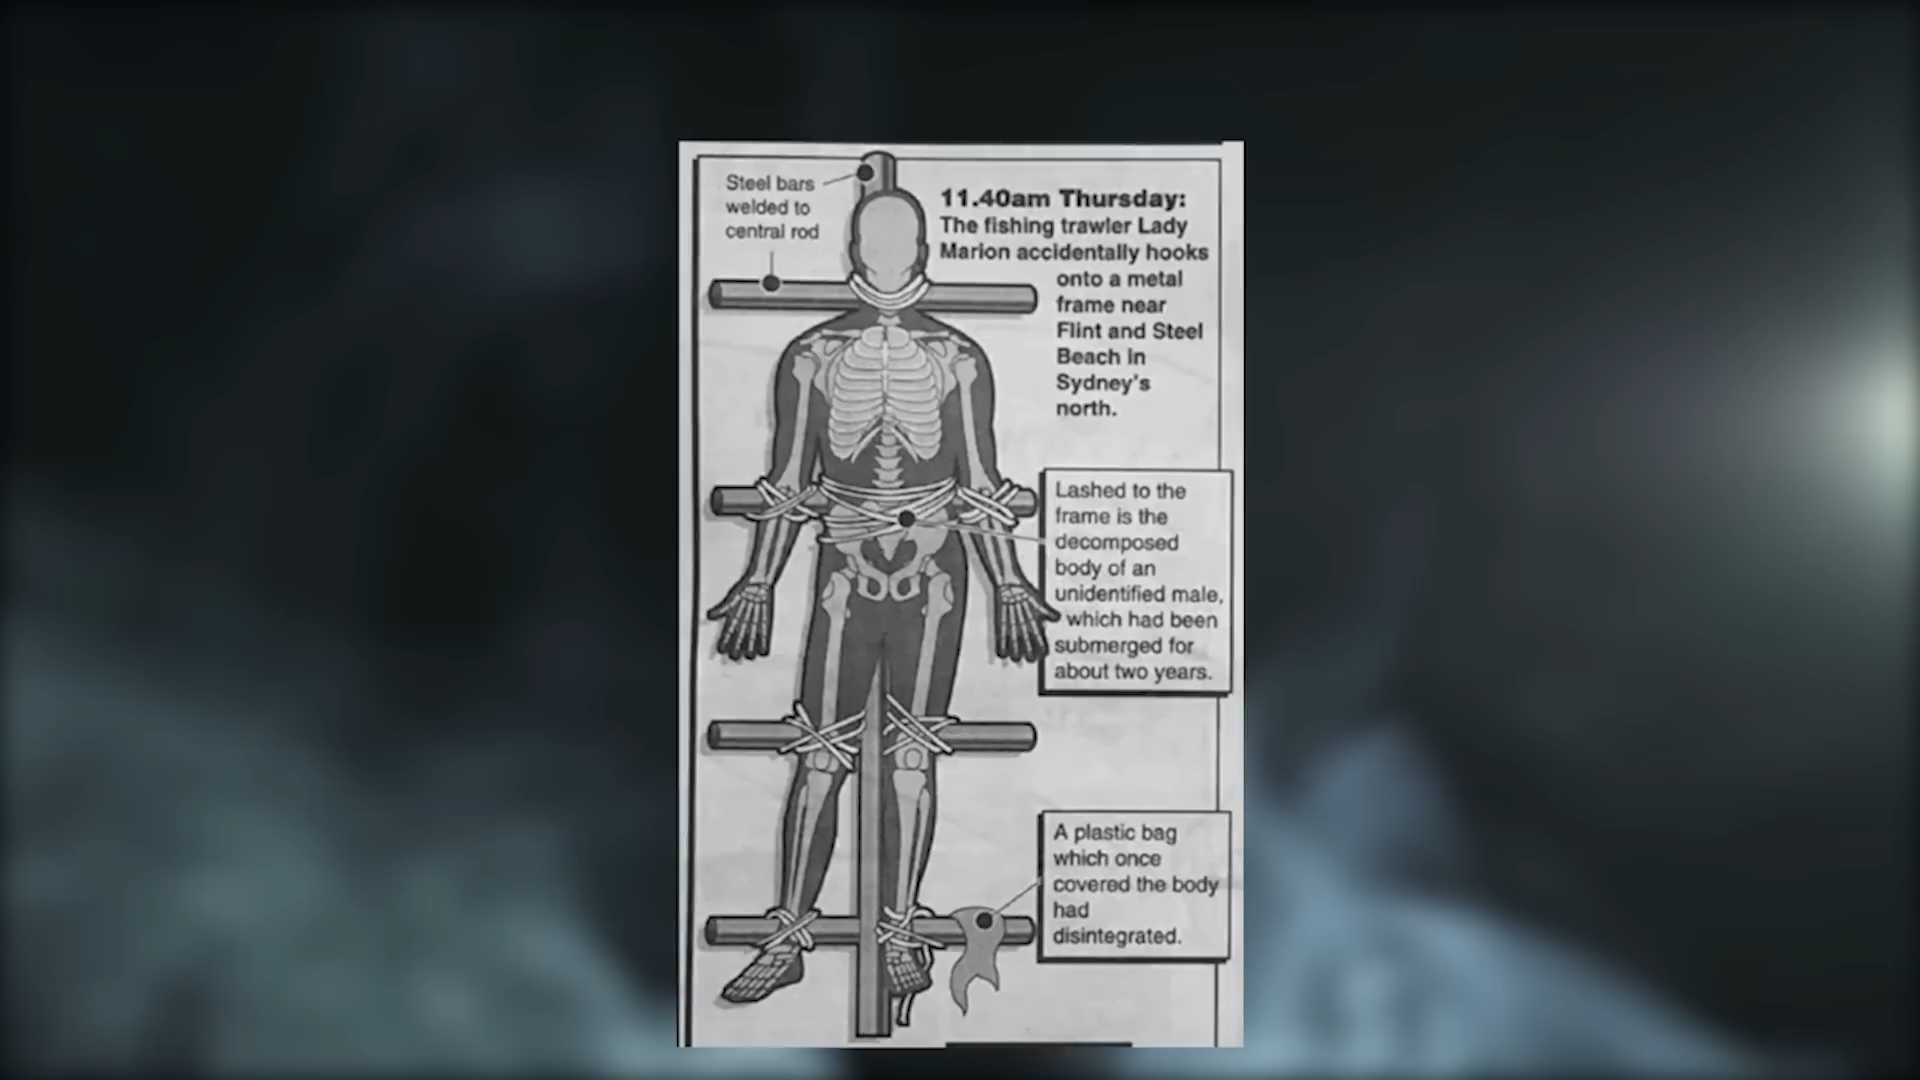 Steel bars
welded to
central rod
11.40am Thursday:
The fishing trawler Lady
Marion accidentally hooks
onto a metal
frame near
Flint and Steel
Beach in
Sydney's
north.
Lashed to the
frame is the
decomposed
body of an
unidentified male,
which had been
submerged for
about two years.
A plastic bag
which once
covered the body
had
disintegrated.